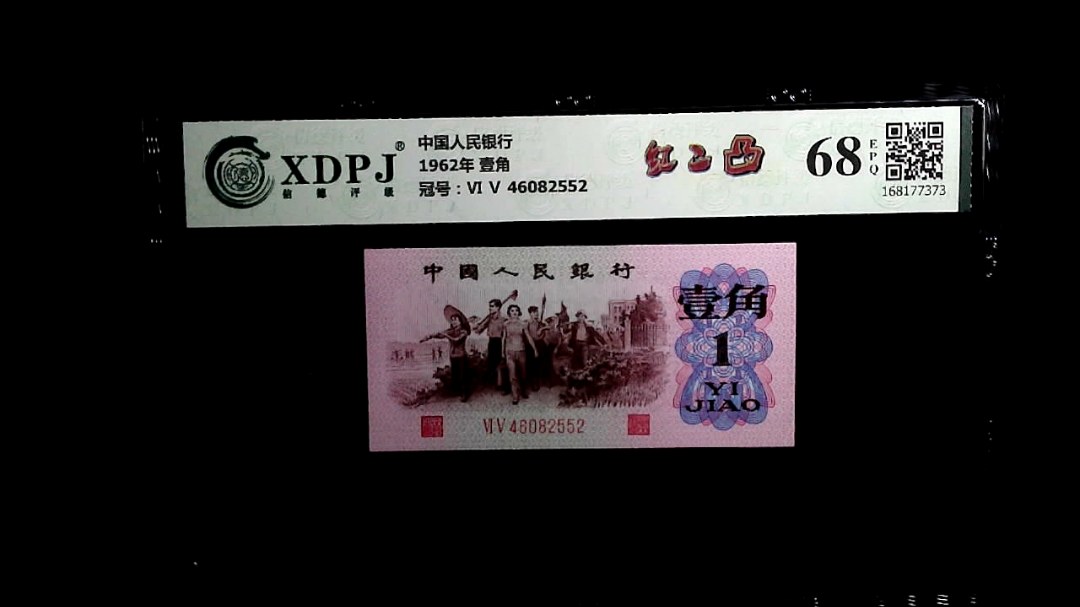 XDPJ®
信德评级
中国人民银行
1962年 壹角
冠号：VI V 46082552
红二凸
68
EPQ
168177373
中國人民銀行
壹角
1
YI
JIAO
VI V 46082552